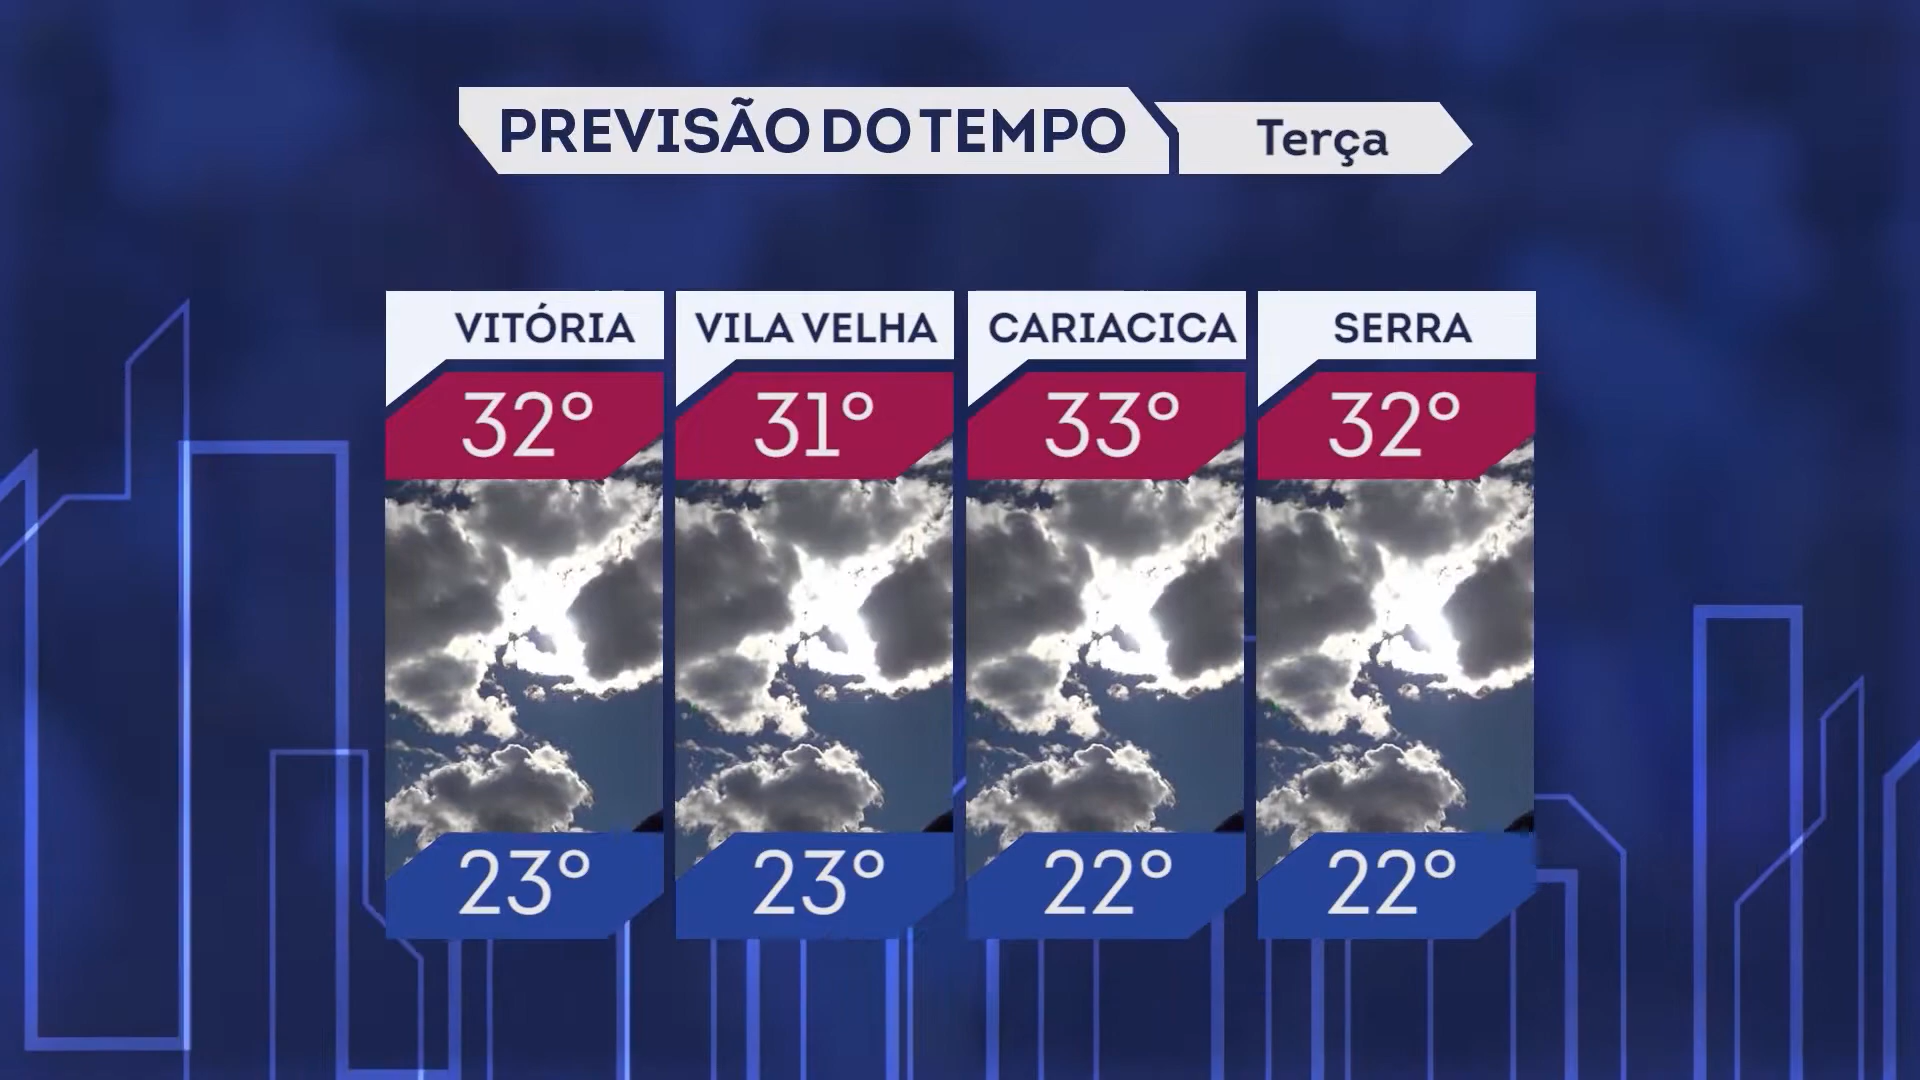 PREVISÃO DO TEMPO
Terça
VITÓRIA
32°
23°
VILA VELHA
31°
23°
CARIACICA
33°
22°
SERRA
32°
22°